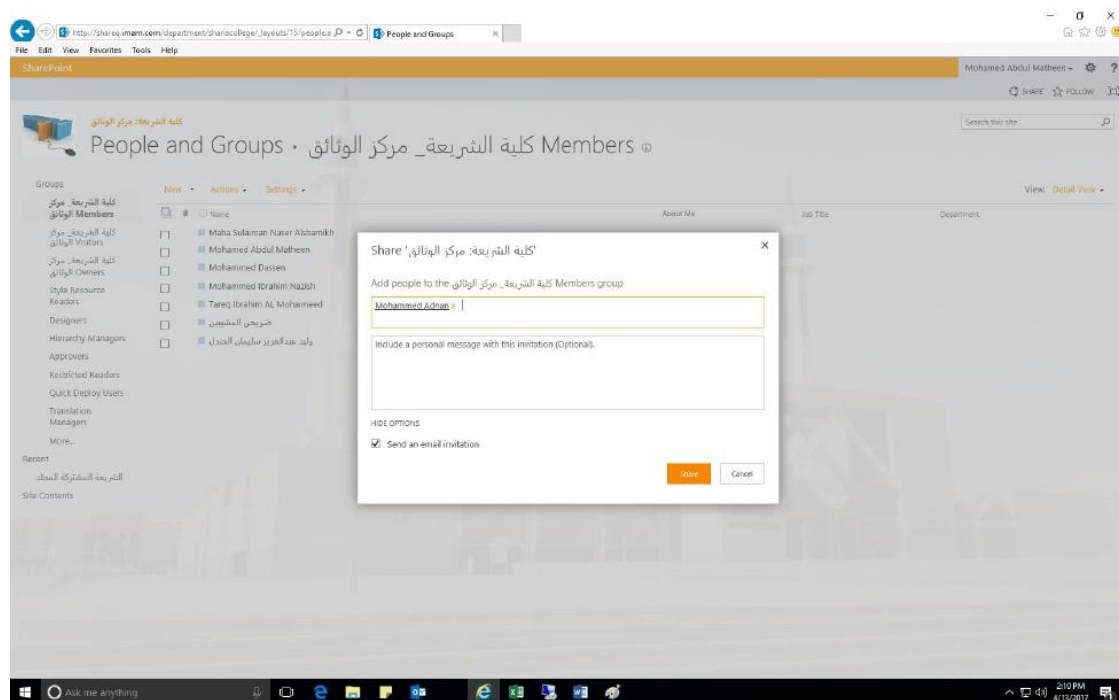 http://shareq.imam.com/department/shariacollege/_layouts/15/people.a
People and Groups
File Edit View Favorites Tools Help
SharePoint
Mohamed Abdul Matheen
SHARE FOLLOW
كلية الشريعة: مركز الوثائق
People and Groups · كلية الشريعة_ مركز الوثائق Members
Search this site
Groups
كلية الشريعة_ مركز
الوثائق Members
كلية الشريعة_ مركز
الوثائق Visitors
كلية الشريعة_ مركز
الوثائق Owners
Style Resource
Readers
Designers
Hierarchy Managers
Approvers
Restricted Readers
Quick Deploy Users
Translation
Managers
More...
Recent
الشريعة المشتركة المجلد
Site Contents
New Actions Settings
View: Detail View
Name About Me Job Title Department
Maha Sulaiman Naser Alshamikh
Mohamed Abdul Matheen
Mohammed Dassen
Mohammed Ibrahim Nazish
Tareq Ibrahim AL Mohaimeed
ضويحي المشيبين
وليد عبدالعزيز سليمان الجندل
Share 'كلية الشريعة: مركز الوثائق'
Add people to the كلية الشريعة_ مركز الوثائق Members group
Mohammed Adnan x
Include a personal message with this invitation (Optional).
HIDE OPTIONS
Send an email invitation
Share Cancel
Ask me anything
2:10 PM
4/13/2017